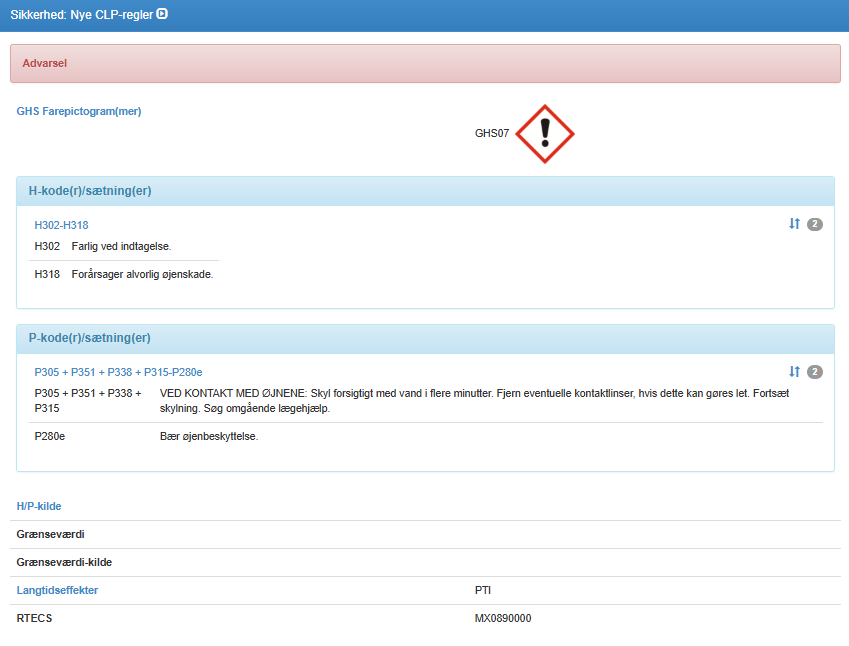 Sikkerhed: Nye CLP-regler
Advarsel
GHS Farepictogram(mer)
GHS07
H-kode(r)/sætning(er)
H302-H318 2
H302 Farlig ved indtagelse.
H318 Forårsager alvorlig øjenskade.
P-kode(r)/sætning(er)
P305 + P351 + P338 + P315-P280e 2
P305 + P351 + P338 + VED KONTAKT MED ØJNENE: Skyl forsigtigt med vand i flere minutter. Fjern eventuelle kontaktlinser, hvis dette kan gøres let. Fortsæt
P315 skylning. Søg omgående lægehjælp.
P280e Bær øjenbeskyttelse.
H/P-kilde
Grænseværdi
Grænseværdi-kilde
Langtidseffekter PTI
RTECS MX0890000